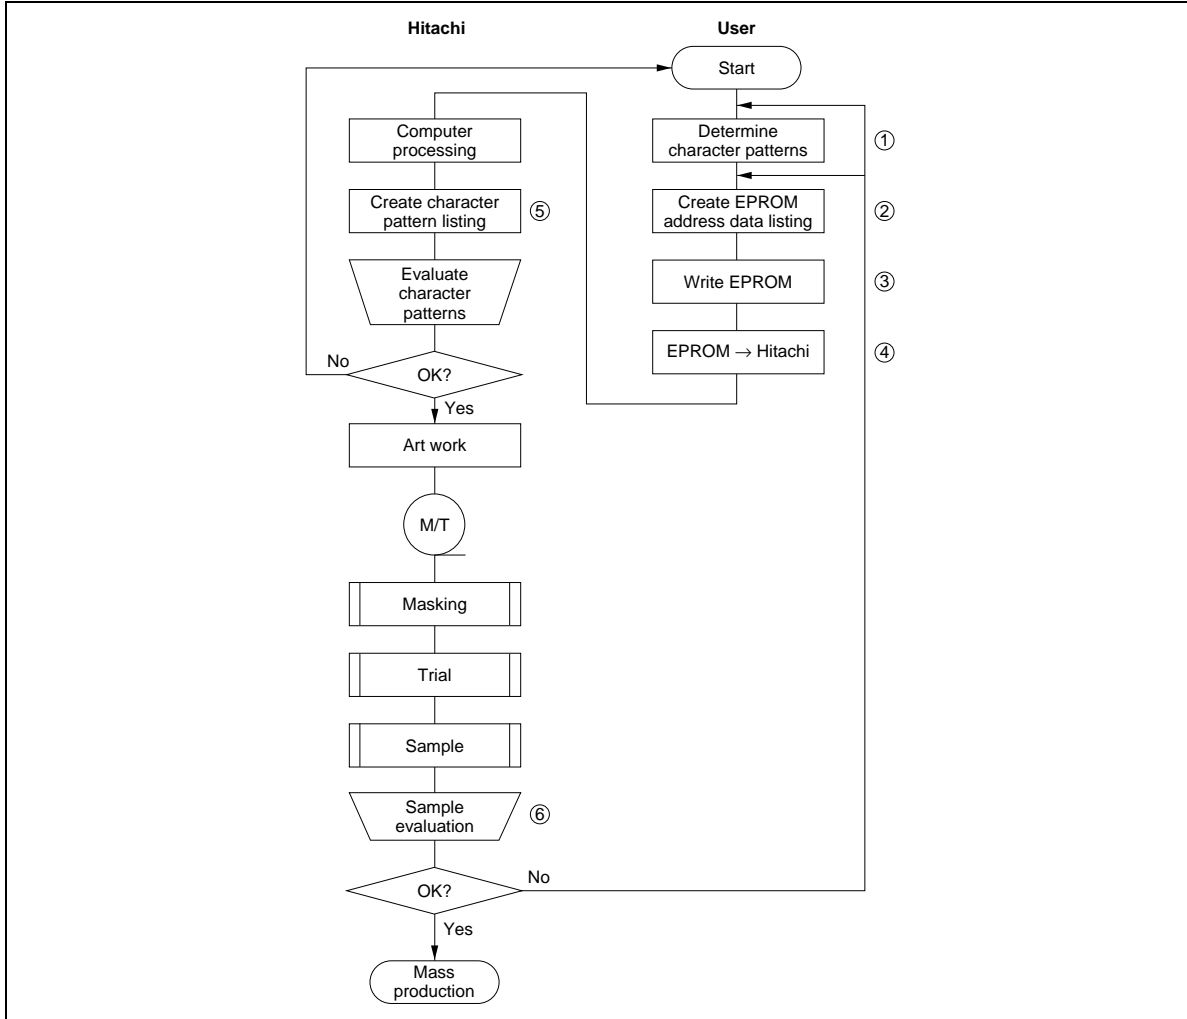 Hitachi
User
Start
Computer
processing
Determine
character patterns
①
Create character
pattern listing
⑤
Create EPROM
address data listing
②
Evaluate
character
patterns
Write EPROM
③
No
OK?
EPROM → Hitachi
④
Yes
Art work
M/T
Masking
Trial
Sample
Sample
evaluation
⑥
OK?
No
Yes
Mass
production